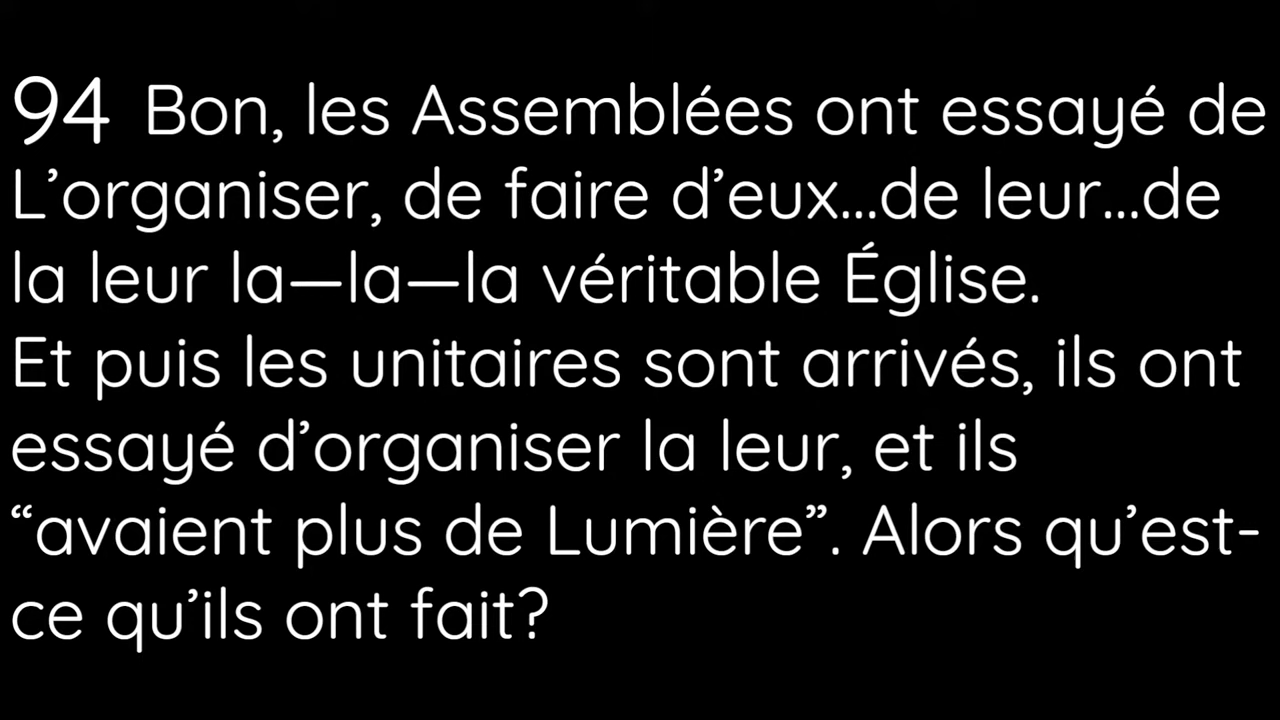 94 Bon, les Assemblées ont essayé de
L’organiser, de faire d’eux...de leur...de
la leur la—la—la véritable Église.
Et puis les unitaires sont arrivés, ils ont
essayé d’organiser la leur, et ils
“avaient plus de Lumière”. Alors qu’est-
ce qu’ils ont fait?